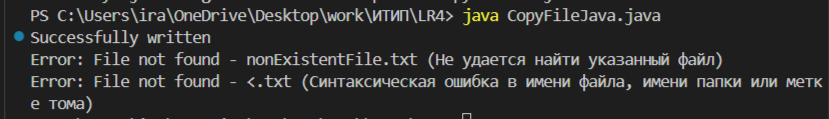 PS C:\Users\ira\OneDrive\Desktop\work\ИТИП\LR4> java CopyFileJava.java
Successfully written
Error: File not found - nonExistentFile.txt (Не удается найти указанный файл)
Error: File not found - <.txt (Синтаксическая ошибка в имени файла, имени папки или метк
е тома)